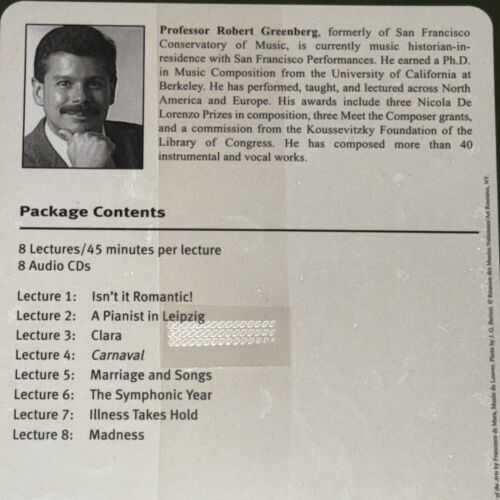 Professor Robert Greenberg, formerly of San Francisco
Conservatory of Music, is currently music historian-in-
residence with San Francisco Performances. He earned a Ph.D.
in Music Composition from the University of California at
Berkeley. He has performed, taught, and lectured across North
America and Europe. His awards include three Nicola De
Lorenzo Prizes in composition, three Meet the Composer grants,
and a commission from the Koussevitzky Foundation of the
Library of Congress. He has composed more than 40
instrumental and vocal works.
Package Contents
8 Lectures/45 minutes per lecture
8 Audio CDs
Lecture 1: Isn't it Romantic!
Lecture 2: A Pianist in Leipzig
Lecture 3: Clara
Lecture 4: Carnaval
Lecture 5: Marriage and Songs
Lecture 6: The Symphonic Year
Lecture 7: Illness Takes Hold
Lecture 8: Madness